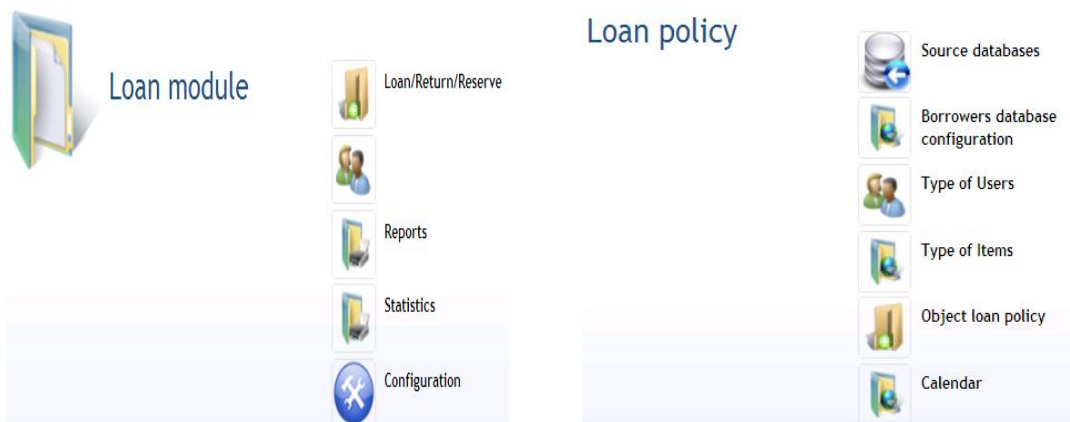 Loan module
Loan/Return/Reserve
Reports
Statistics
Configuration
Loan policy
Source databases
Borrowers database
configuration
Type of Users
Type of Items
Object loan policy
Calendar